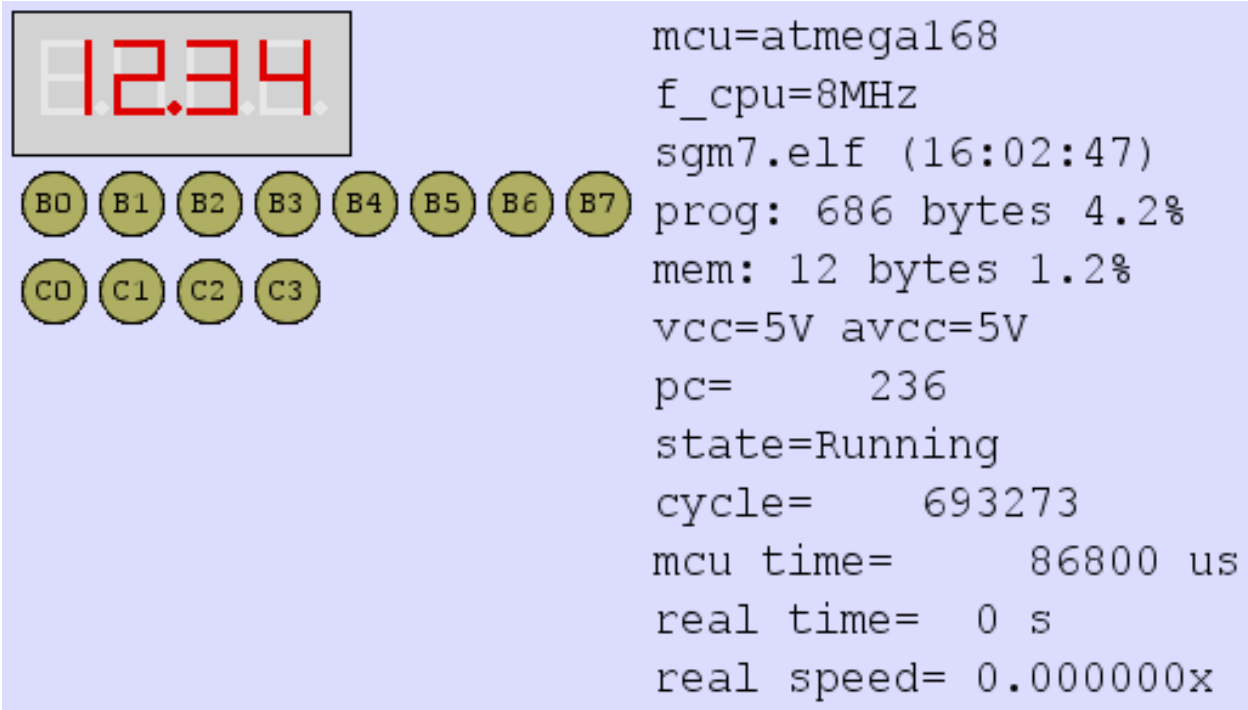 12.34
B0 B1 B2 B3 B4 B5 B6 B7
C0 C1 C2 C3
mcu=atmega168
f_cpu=8MHz
sgm7.elf (16:02:47)
prog: 686 bytes 4.2%
mem: 12 bytes 1.2%
vcc=5V avcc=5V
pc=     236
state=Running
cycle=    693273
mcu time=     86800 us
real time=  0 s
real speed= 0.000000x